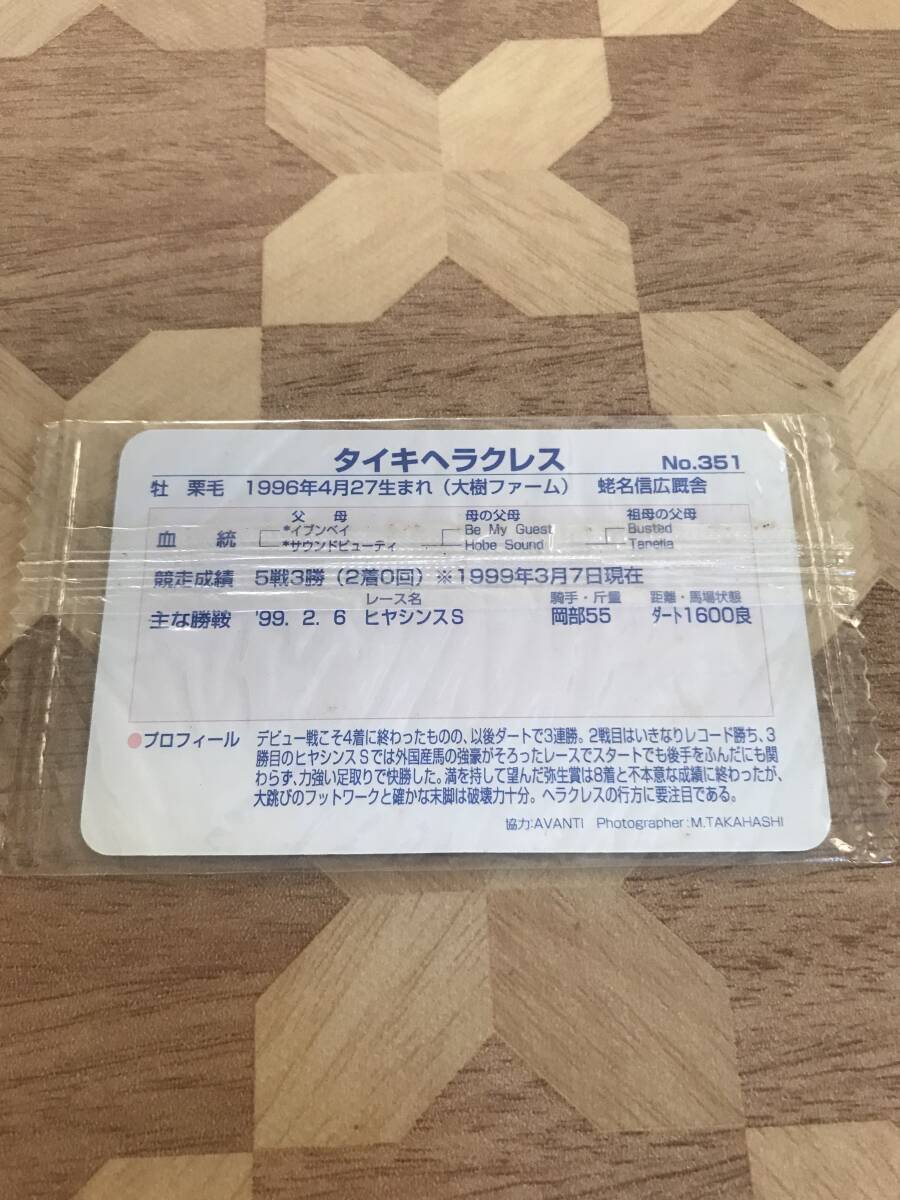 タイキヘラクレス No.351
牡 栗毛 1996年4月27生まれ（大樹ファーム） 蛯名信広厩舎
父 母 母の父母 祖母の父母
血統 *イブンベイ Be My Guest Busted
*サウンドビューティ Hobe Sound Tanetia
競走成績 5戦3勝（2着0回）※1999年3月7日現在
レース名 騎手・斤量 距離・馬場状態
主な勝鞍 '99. 2. 6 ヒヤシンスS 岡部55 ダート1600良
●プロフィール デビュー戦こそ4着に終わったものの、以後ダートで3連勝。2戦目はいきなりレコード勝ち、3
勝目のヒヤシンスSでは外国産馬の強豪がそろったレースでスタートでも後手をふんだにも関
わらず、力強い足取りで快勝した。満を持して望んだ弥生賞は8着と不本意な成績に終わったが、
大跳びのフットワークと確かな末脚は破壊力十分。ヘラクレスの行方に要注目である。
協力:AVANTI Photographer:M.TAKAHASHI